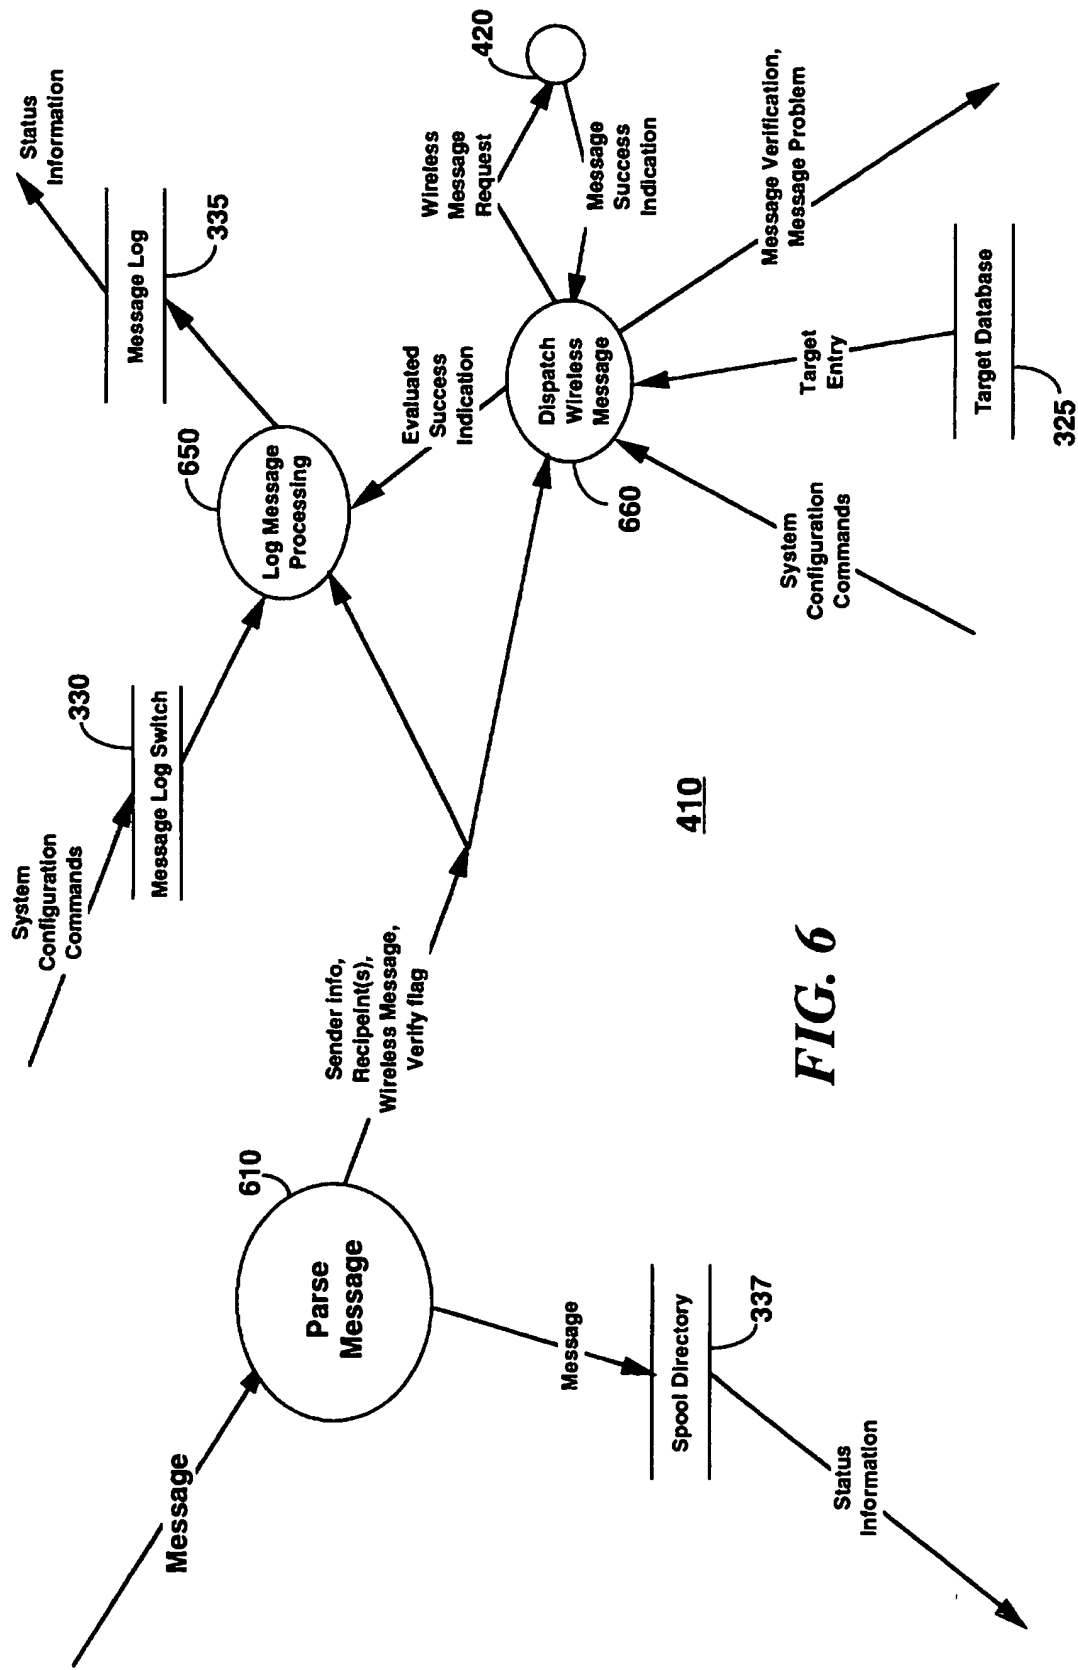 Message
Parse
Message
610
Message
Spool Directory
337
Status
Information
Sender info,
Recipeint(s),
Wireless Message,
Verify flag
System
Configuration
Commands
Message Log Switch
330
Log Message
Processing
650
Message Log
335
Status
Information
Evaluated
Success
Indication
Dispatch
Wireless
Message
660
Wireless
Message
Request
420
Message
Success
Indication
Message Verification,
Message Problem
Target
Entry
Target Database
325
System
Configuration
Commands
410
FIG. 6